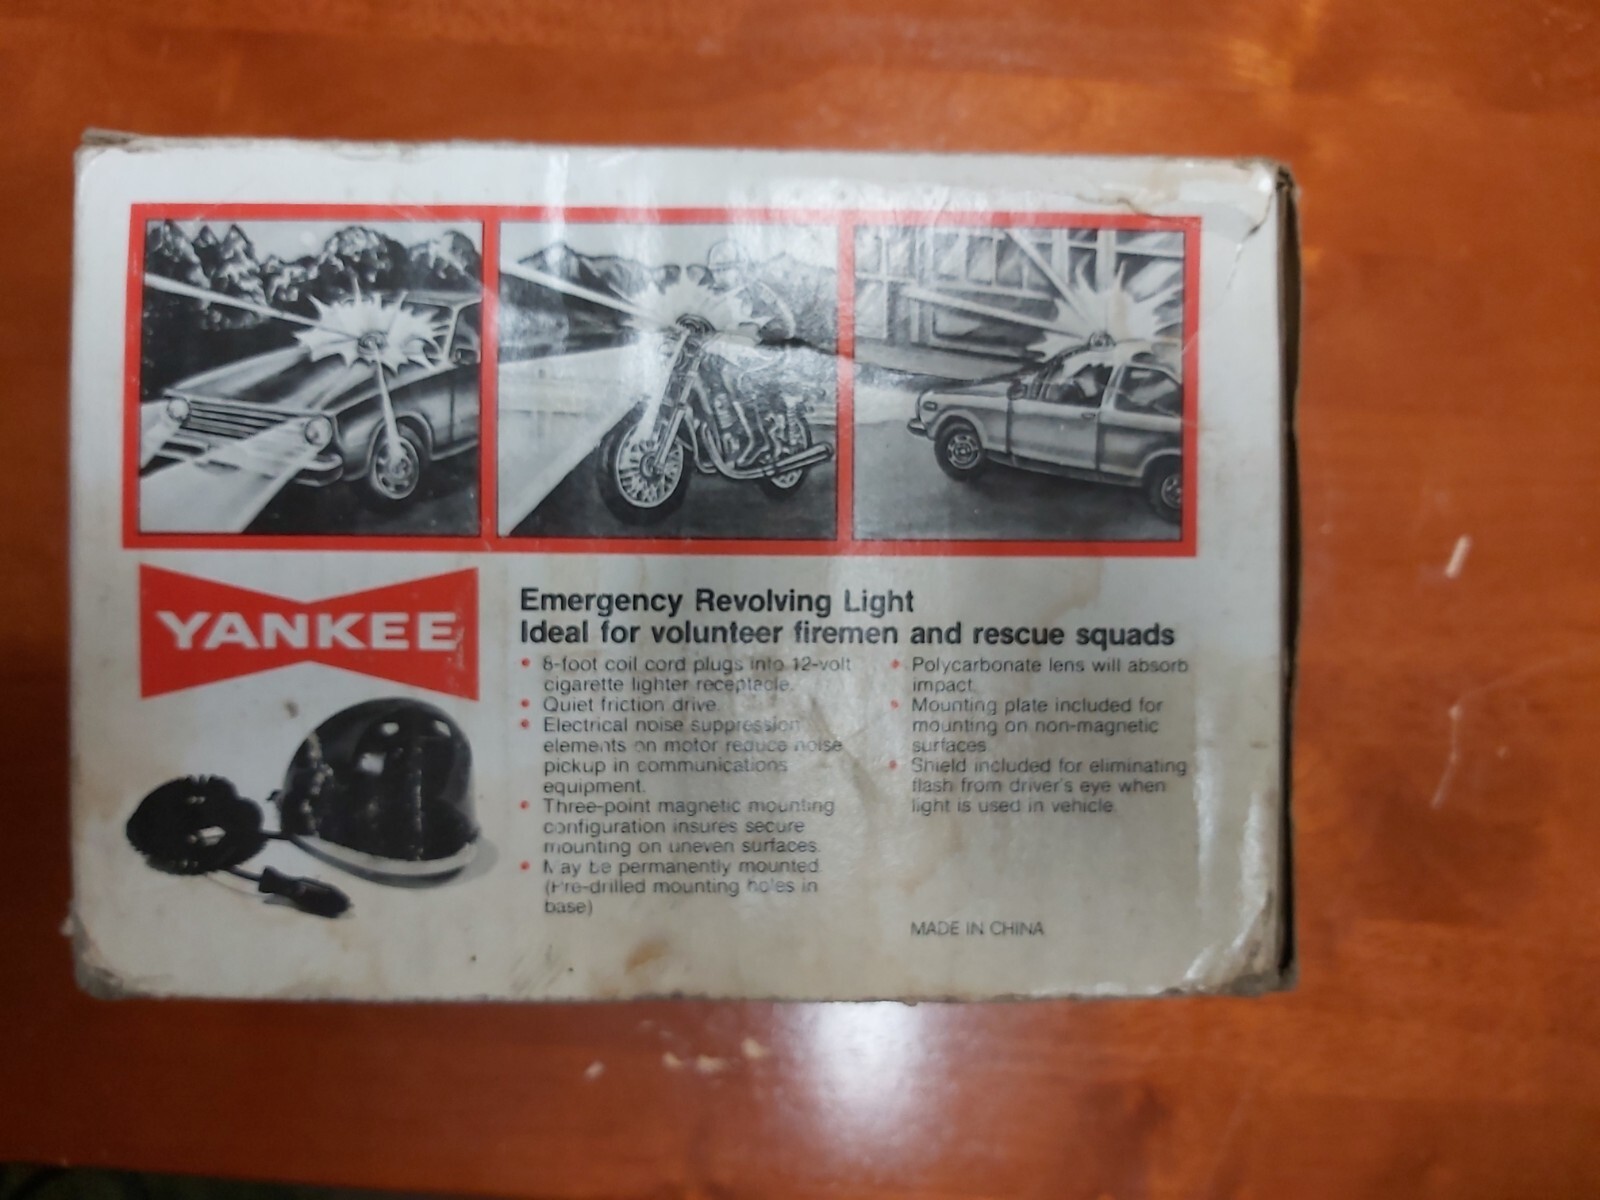 YANKEE
Emergency Revolving Light
Ideal for volunteer firemen and rescue squads
• 8-foot coil cord plugs into 12-volt
cigarette lighter receptacle.
• Quiet friction drive.
• Electrical noise suppression
elements on motor reduce noise
pickup in communications
equipment.
• Three-point magnetic mounting
configuration insures secure
mounting on uneven surfaces.
• May be permanently mounted.
(Pre-drilled mounting holes in
base)
• Polycarbonate lens will absorb
impact.
• Mounting plate included for
mounting on non-magnetic
surfaces.
• Shield included for eliminating
flash from driver's eye when
light is used in vehicle.
MADE IN CHINA